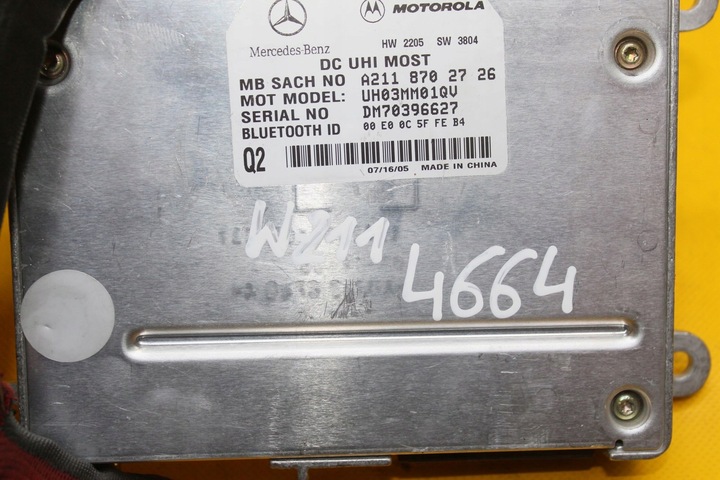 Mercedes-Benz
MOTOROLA
HW 2205 SW 3804
DC UHI MOST
MB SACH NO A211 870 27 26
MOT MODEL: UH03MM01QV
SERIAL NO DM70396627
BLUETOOTH ID 00 E0 0C 5F FE B4
Q2
07/16/05 MADE IN CHINA
W211
4664